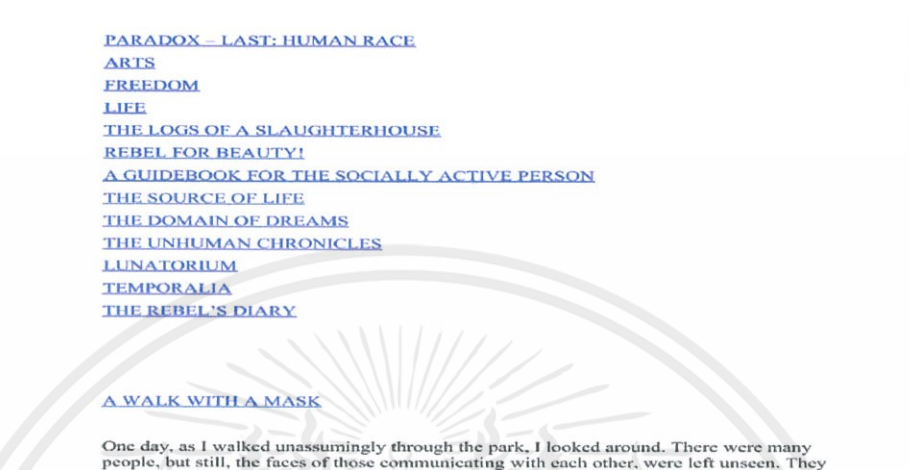 PARADOX – LAST: HUMAN RACE
ARTS
FREEDOM
LIFE
THE LOGS OF A SLAUGHTERHOUSE
REBEL FOR BEAUTY!
A GUIDEBOOK FOR THE SOCIALLY ACTIVE PERSON
THE SOURCE OF LIFE
THE DOMAIN OF DREAMS
THE UNHUMAN CHRONICLES
LUNATORIUM
TEMPORALIA
THE REBEL'S DIARY
A WALK WITH A MASK
One day, as I walked unassumingly through the park, I looked around. There were many
people, but still, the faces of those communicating with each other, were left unseen. They